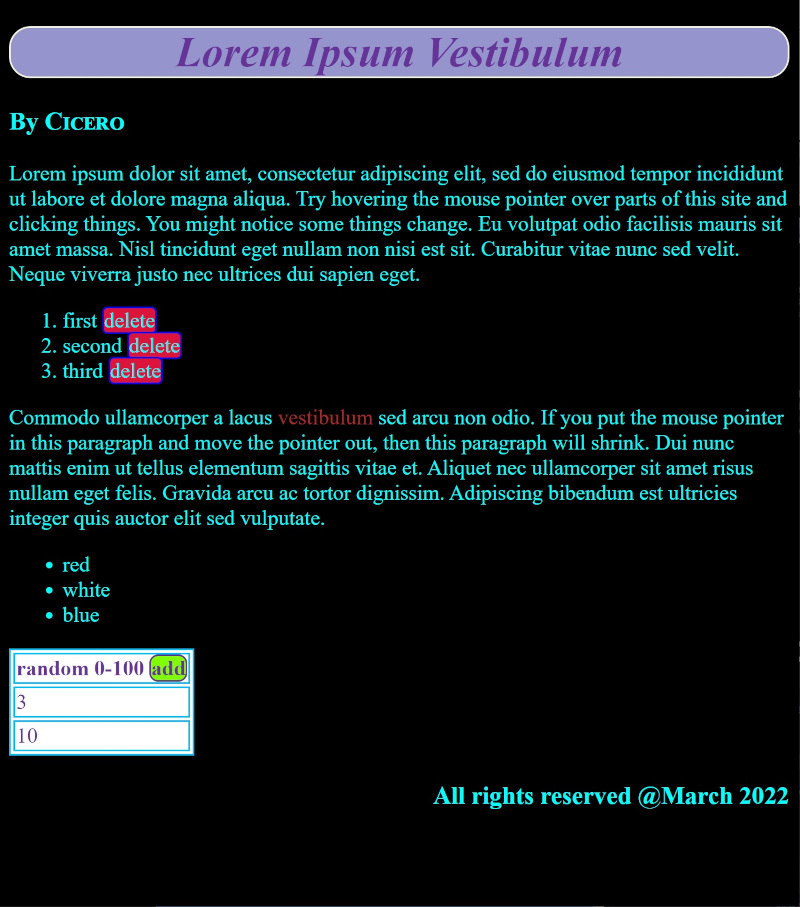 Lorem Ipsum Vestibulum
By Cicero
Lorem ipsum dolor sit amet, consectetur adipiscing elit, sed do eiusmod tempor incididunt
ut labore et dolore magna aliqua. Try hovering the mouse pointer over parts of this site and
clicking things. You might notice some things change. Eu volutpat odio facilisis mauris sit
amet massa. Nisl tincidunt eget nullam non nisi est sit. Curabitur vitae nunc sed velit.
Neque viverra justo nec ultrices dui sapien eget.
1. first delete
2. second delete
3. third delete
Commodo ullamcorper a lacus vestibulum sed arcu non odio. If you put the mouse pointer
in this paragraph and move the pointer out, then this paragraph will shrink. Dui nunc
mattis enim ut tellus elementum sagittis vitae et. Aliquet nec ullamcorper sit amet risus
nullam eget felis. Gravida arcu ac tortor dignissim. Adipiscing bibendum est ultricies
integer quis auctor elit sed vulputate.
• red
• white
• blue
random 0-100 add
3
10
All rights reserved @March 2022